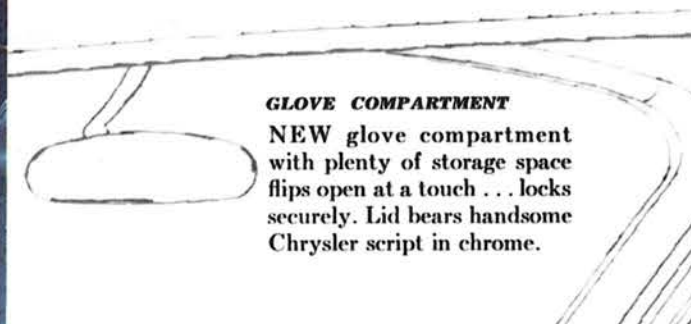 GLOVE COMPARTMENT
NEW glove compartment
with plenty of storage space
flips open at a touch . . . locks
securely. Lid bears handsome
Chrysler script in chrome.